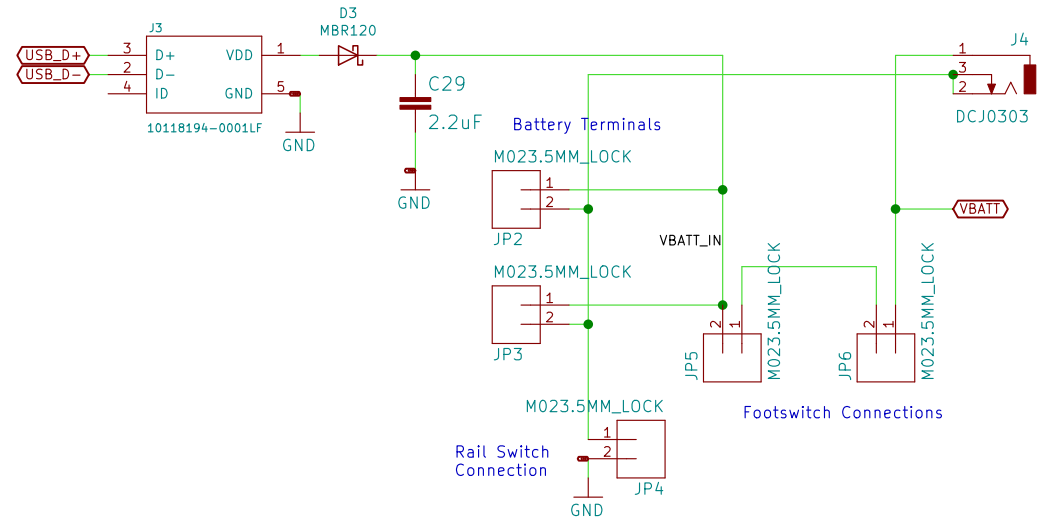 J3
USB_D+
3
D+
VDD
1
USB_D-
2
D-
4
ID
GND
5
10118194-0001LF
GND
D3
MBR120
C29
2.2uF
GND
Battery Terminals
M023.5MM_LOCK
1
2
JP2
VBATT_IN
M023.5MM_LOCK
1
2
JP3
M023.5MM_LOCK
1
2
JP4
Rail Switch
Connection
GND
2
1
JP5
M023.5MM_LOCK
2
1
JP6
M023.5MM_LOCK
Footswitch Connections
J4
1
3
2
DCJ0303
VBATT